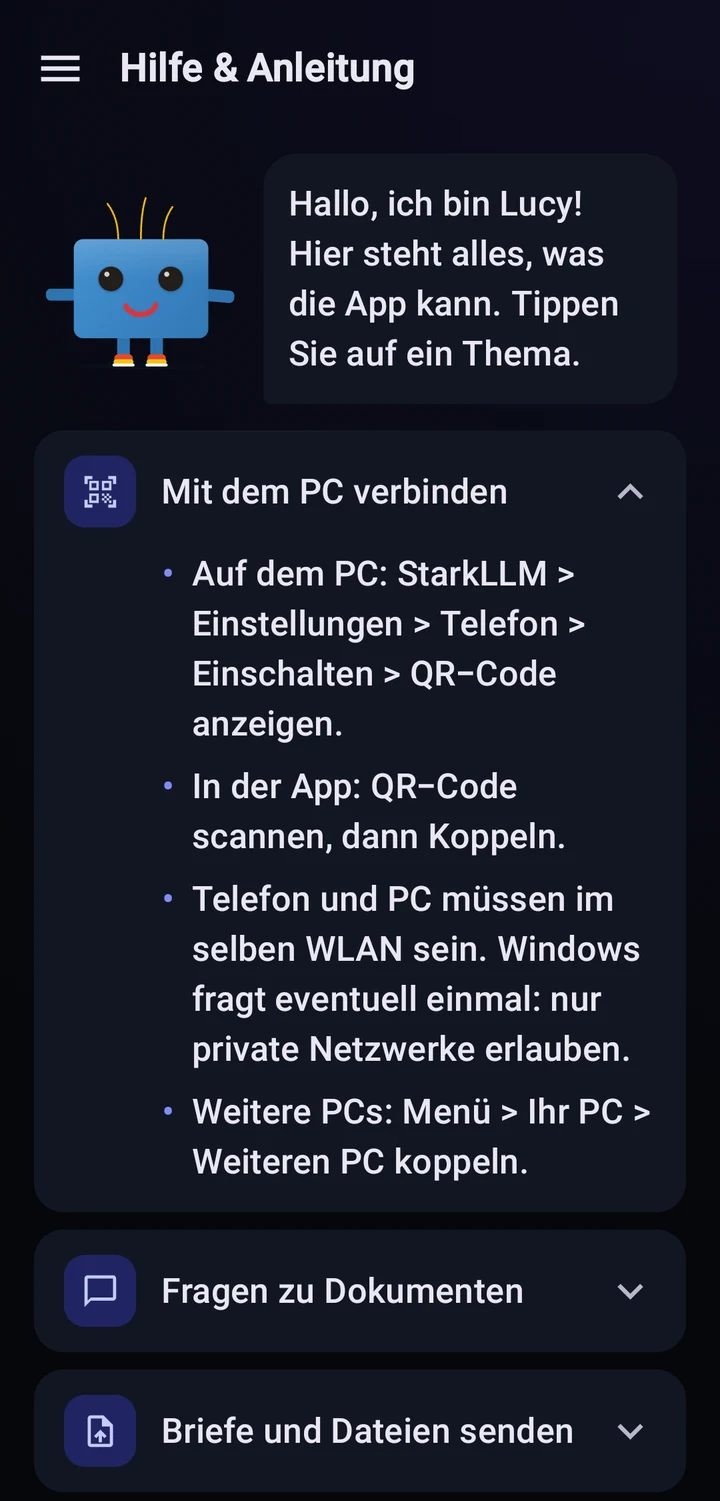 Hilfe & Anleitung
Hallo, ich bin Lucy!
Hier steht alles, was
die App kann. Tippen
Sie auf ein Thema.
Mit dem PC verbinden
• Auf dem PC: StarkLLM >
Einstellungen > Telefon >
Einschalten > QR-Code
anzeigen.
• In der App: QR-Code
scannen, dann Koppeln.
• Telefon und PC müssen im
selben WLAN sein. Windows
fragt eventuell einmal: nur
private Netzwerke erlauben.
• Weitere PCs: Menü > Ihr PC >
Weiteren PC koppeln.
Fragen zu Dokumenten
Briefe und Dateien senden